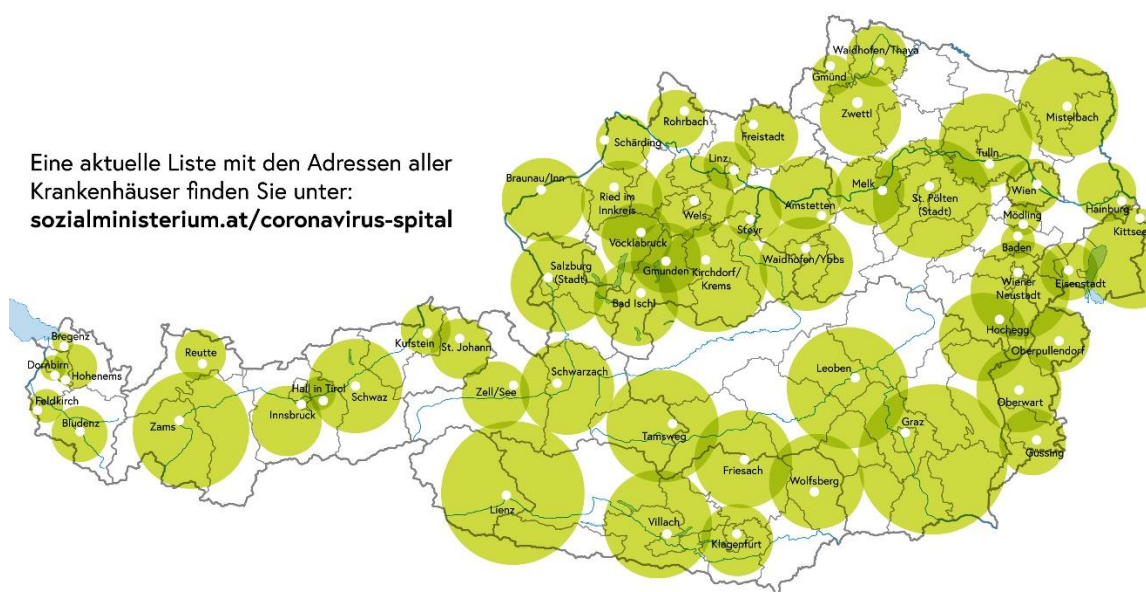 Eine aktuelle Liste mit den Adressen aller
Krankenhäuser finden Sie unter:
sozialministerium.at/coronavirus-spital
Waidhofen/Thaya
Gmünd
Zwettl
Mistelbach
Rohrbach
Freistadt
Schärding
Linz
Tulln
Braunau/Inn
Ried im
Innkreis
Wels
Amstetten
Melk
St. Pölten
(Stadt)
Wien
Hainburg
Kittsee
Mödling
Baden
Steyr
Vöcklabruck
Waidhofen/Ybbs
Salzburg
(Stadt)
Gmunden
Kirchdorf/
Krems
Bad Ischl
Wiener
Neustadt
Eisenstadt
Hochegg
Oberpullendorf
Bregenz
Dornbirn
Hohenems
Feldkirch
Bludenz
Reutte
Zams
Hall in Tirol
Innsbruck
Schwaz
Kufstein
St. Johann
Zell/See
Schwarzach
Leoben
Oberwart
Tamsweg
Graz
Güssing
Friesach
Wolfsberg
Lienz
Villach
Klagenfurt